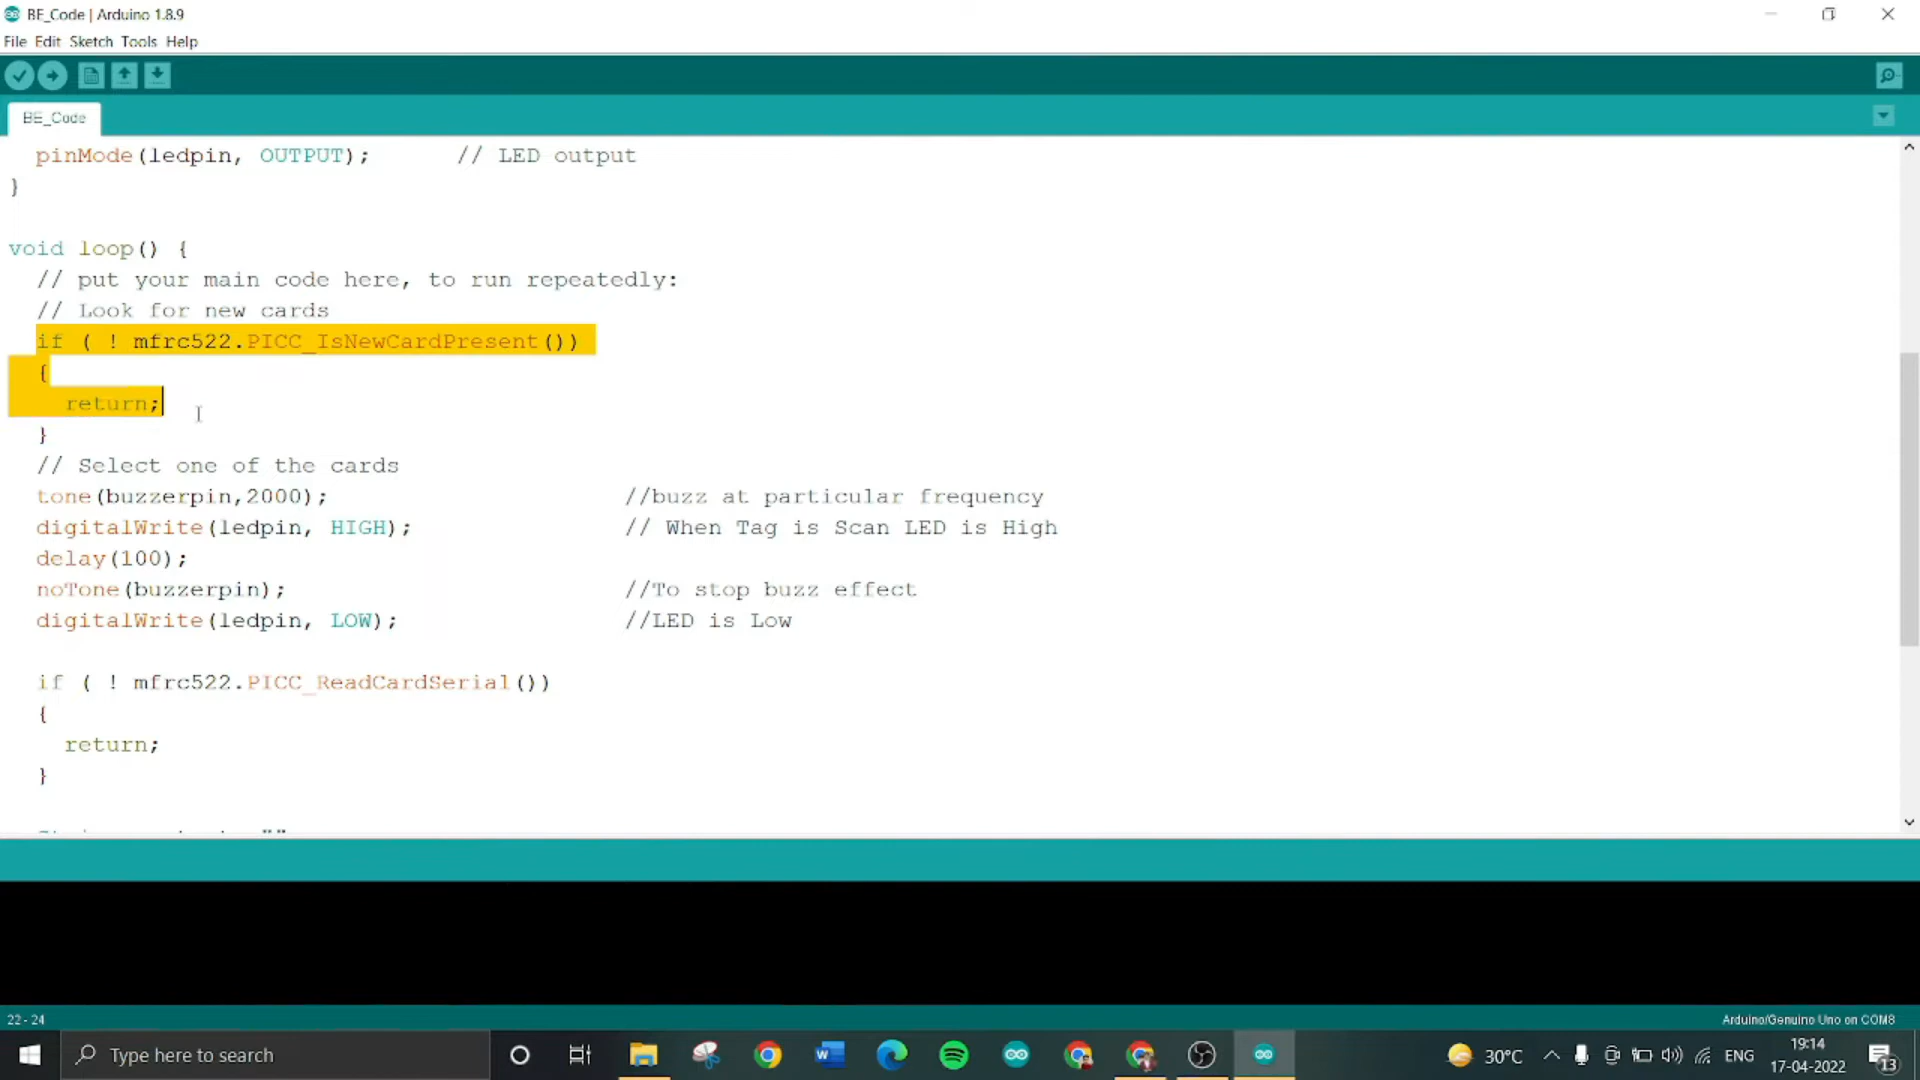 BE_Code | Arduino 1.8.9
File Edit Sketch Tools Help
BE_Code
pinMode(ledpin, OUTPUT); // LED output
}
void loop() {
// put your main code here, to run repeatedly:
// Look for new cards
if ( ! mfrc522.PICC_IsNewCardPresent())
{
return;
}
// Select one of the cards
tone(buzzerpin,2000); //buzz at particular frequency
digitalWrite(ledpin, HIGH); // When Tag is Scan LED is High
delay(100);
noTone(buzzerpin); //To stop buzz effect
digitalWrite(ledpin, LOW); //LED is Low
if ( ! mfrc522.PICC_ReadCardSerial())
{
return;
}
22 - 24
Arduino/Genuino Uno on COM8
Type here to search
30°C
ENG
19:14
17-04-2022
13